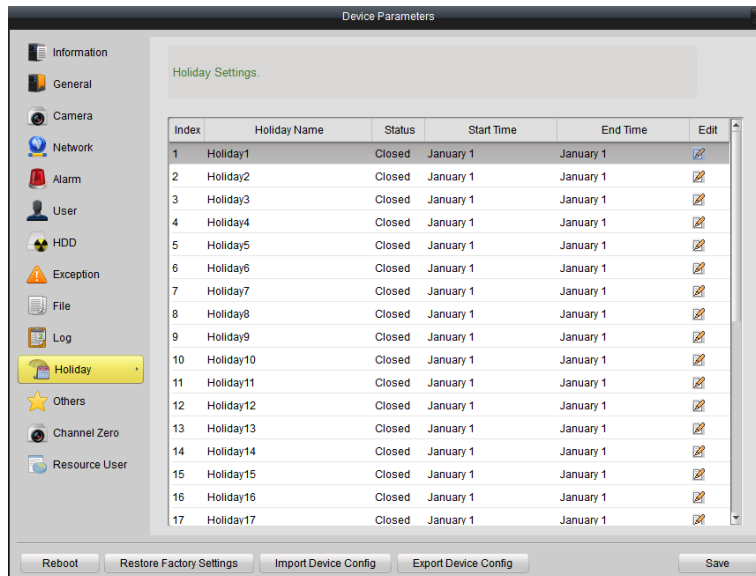 Device Parameters
Information
General
Camera
Network
Alarm
User
HDD
Exception
File
Log
Holiday
Others
Channel Zero
Resource User
Holiday Settings.
Index Holiday Name Status Start Time End Time Edit
1 Holiday1 Closed January 1 January 1
2 Holiday2 Closed January 1 January 1
3 Holiday3 Closed January 1 January 1
4 Holiday4 Closed January 1 January 1
5 Holiday5 Closed January 1 January 1
6 Holiday6 Closed January 1 January 1
7 Holiday7 Closed January 1 January 1
8 Holiday8 Closed January 1 January 1
9 Holiday9 Closed January 1 January 1
10 Holiday10 Closed January 1 January 1
11 Holiday11 Closed January 1 January 1
12 Holiday12 Closed January 1 January 1
13 Holiday13 Closed January 1 January 1
14 Holiday14 Closed January 1 January 1
15 Holiday15 Closed January 1 January 1
16 Holiday16 Closed January 1 January 1
17 Holiday17 Closed January 1 January 1
Reboot Restore Factory Settings Import Device Config Export Device Config Save